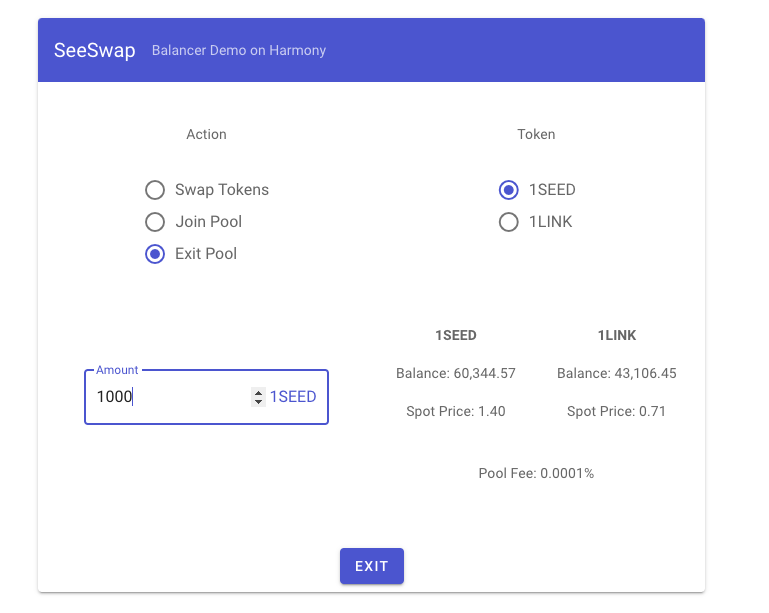 SeeSwap Balancer Demo on Harmony
Action
Swap Tokens
Join Pool
Exit Pool
Token
1SEED
1LINK
Amount
1000 1SEED
1SEED 1LINK
Balance: 60,344.57 Balance: 43,106.45
Spot Price: 1.40 Spot Price: 0.71
Pool Fee: 0.0001%
EXIT